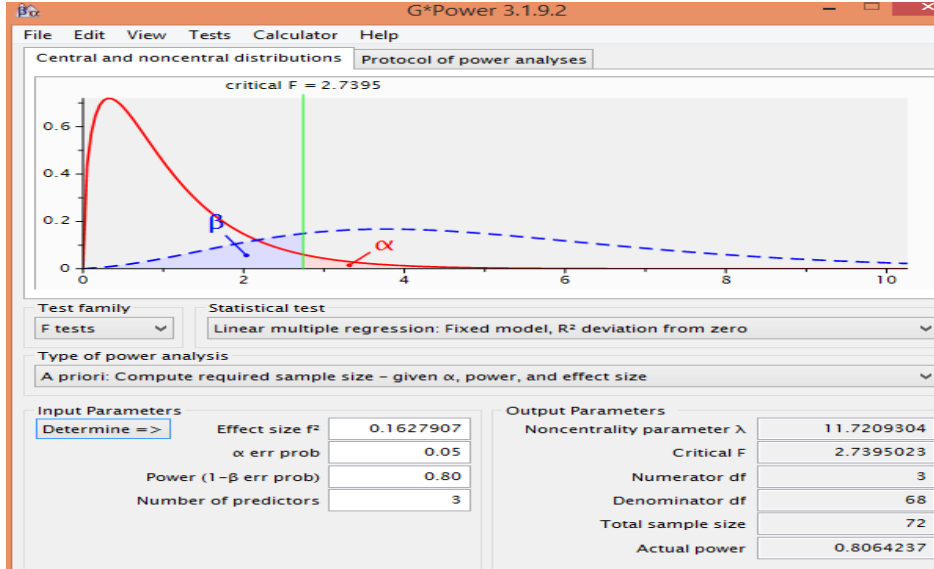 βα
G*Power 3.1.9.2
File Edit View Tests Calculator Help
Central and noncentral distributions Protocol of power analyses
critical F = 2.7395
0.6
0.4
0.2
0
β
α
0 2 4 6 8 10
Test family Statistical test
F tests Linear multiple regression: Fixed model, R² deviation from zero
Type of power analysis
A priori: Compute required sample size – given α, power, and effect size
Input Parameters Output Parameters
Determine => Effect size f² 0.1627907 Noncentrality parameter λ 11.7209304
α err prob 0.05 Critical F 2.7395023
Power (1-β err prob) 0.80 Numerator df 3
Number of predictors 3 Denominator df 68
Total sample size 72
Actual power 0.8064237